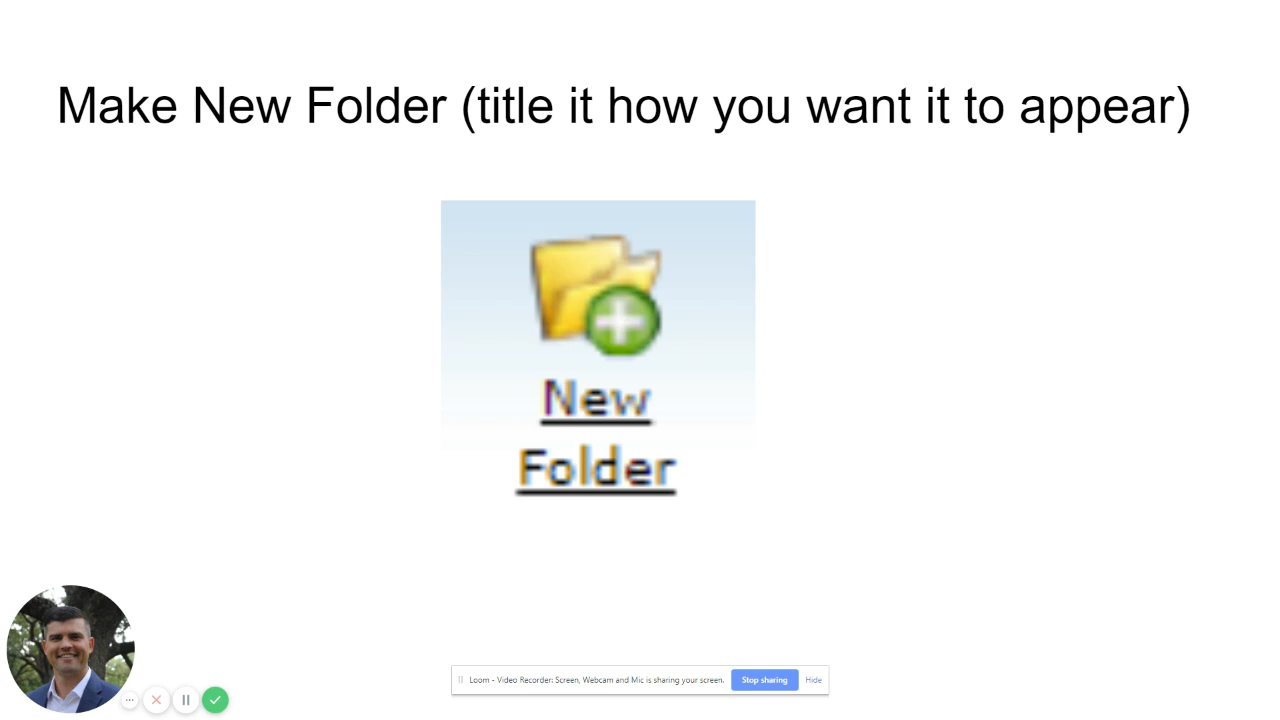 Make New Folder (title it how you want it to appear)
New
Folder
Loom - Video Recorder: Screen, Webcam and Mic is sharing your screen. Stop sharing Hide